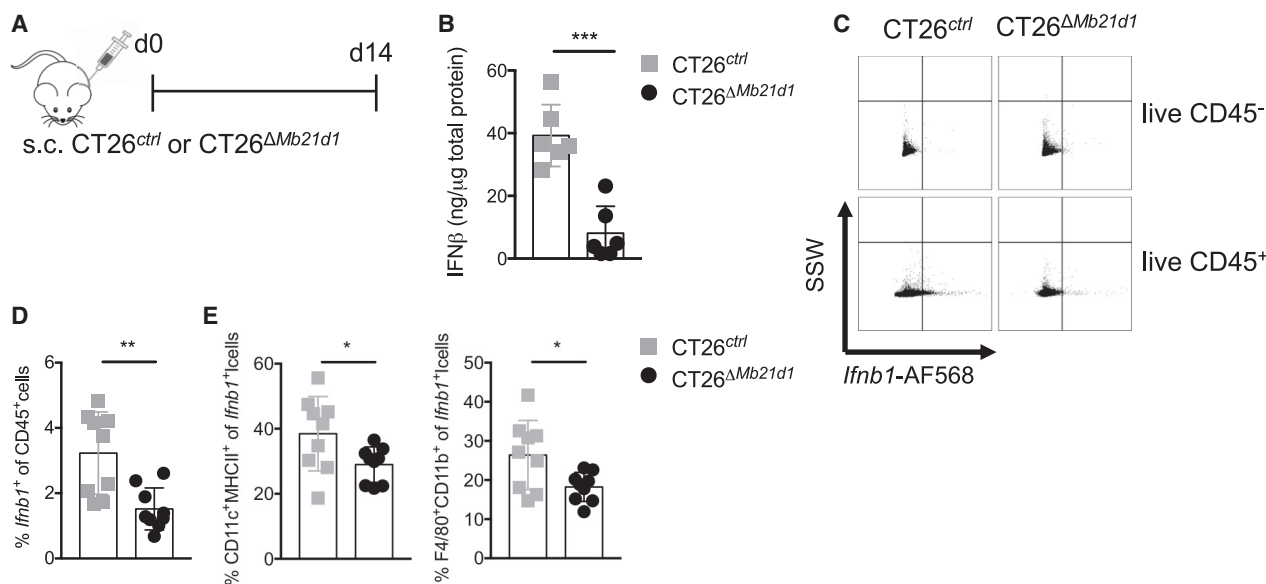 A
d0
d14
s.c. CT26ctrl or CT26ΔMb21d1
B
***
IFNβ (ng/μg total protein)
60
40
20
0
CT26ctrl
CT26ΔMb21d1
C
CT26ctrl
CT26ΔMb21d1
live CD45-
live CD45+
SSW
Ifnb1-AF568
D
**
% Ifnb1+ of CD45+cells
6
4
2
0
E
*
% CD11c+MHCII+ of Ifnb1+lcells
60
40
20
0
*
% F4/80+CD11b+ of Ifnb1+lcells
50
40
30
20
10
0
CT26ctrl
CT26ΔMb21d1